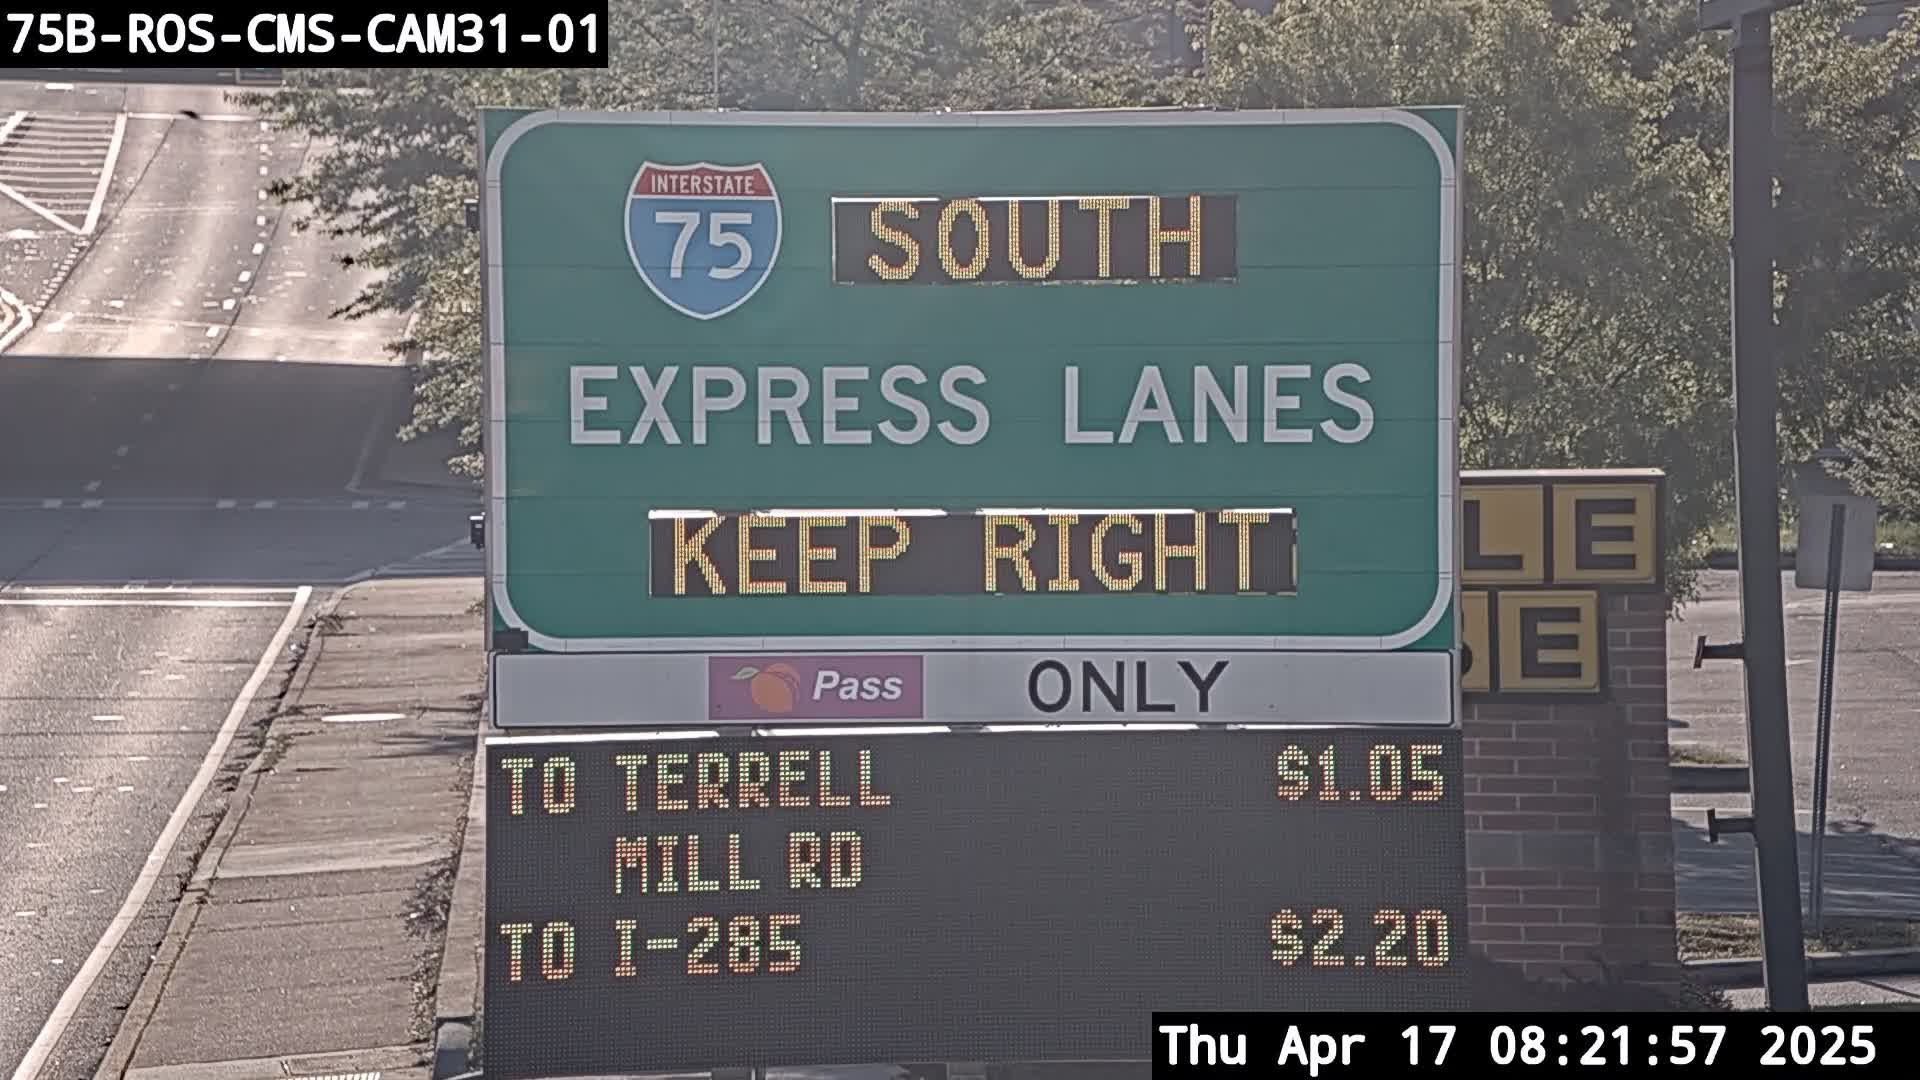 75B-ROS-CMS-CAM31-01
INTERSTATE
75
SOUTH
EXPRESS LANES
KEEP RIGHT
LE
E
Pass
ONLY
TO TERRELL $1.05
MILL RD
TO I-285 $2.20
Thu Apr 17 08:21:57 2025